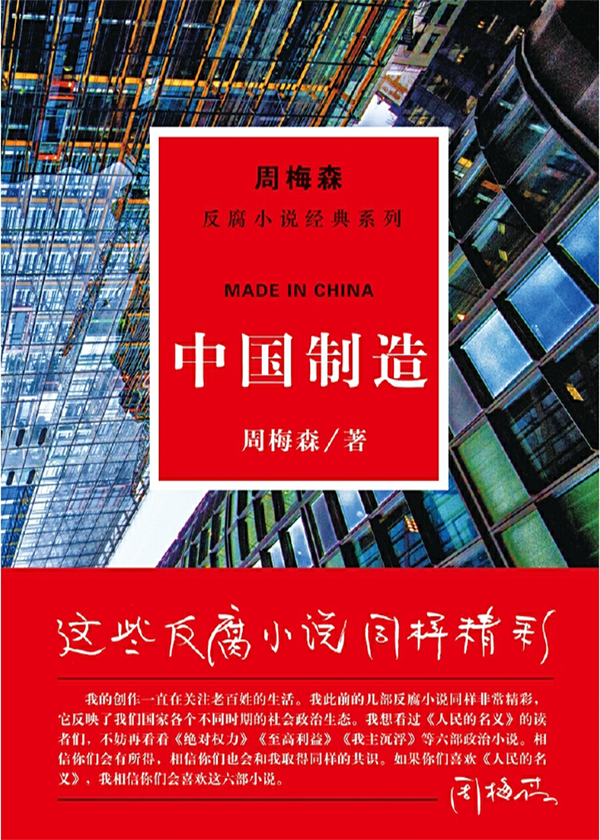 周梅森
反腐小说经典系列
MADE IN CHINA
中国制造
周梅森/著
这些反腐小说同样精彩
我的创作一直在关注老百姓的生活。我此前的几部反腐小说同样非常精彩，
它反映了我们国家各个不同时期的社会政治生态。我想看过《人民的名义》的读
者们，不妨再看看《绝对权力》《至高利益》《我主沉浮》等六部政治小说。相
信你们会有所得，相信你们也会和我取得同样的共识。如果你们喜欢《人民的名
义》，我相信你们会喜欢这六部小说。
周梅森